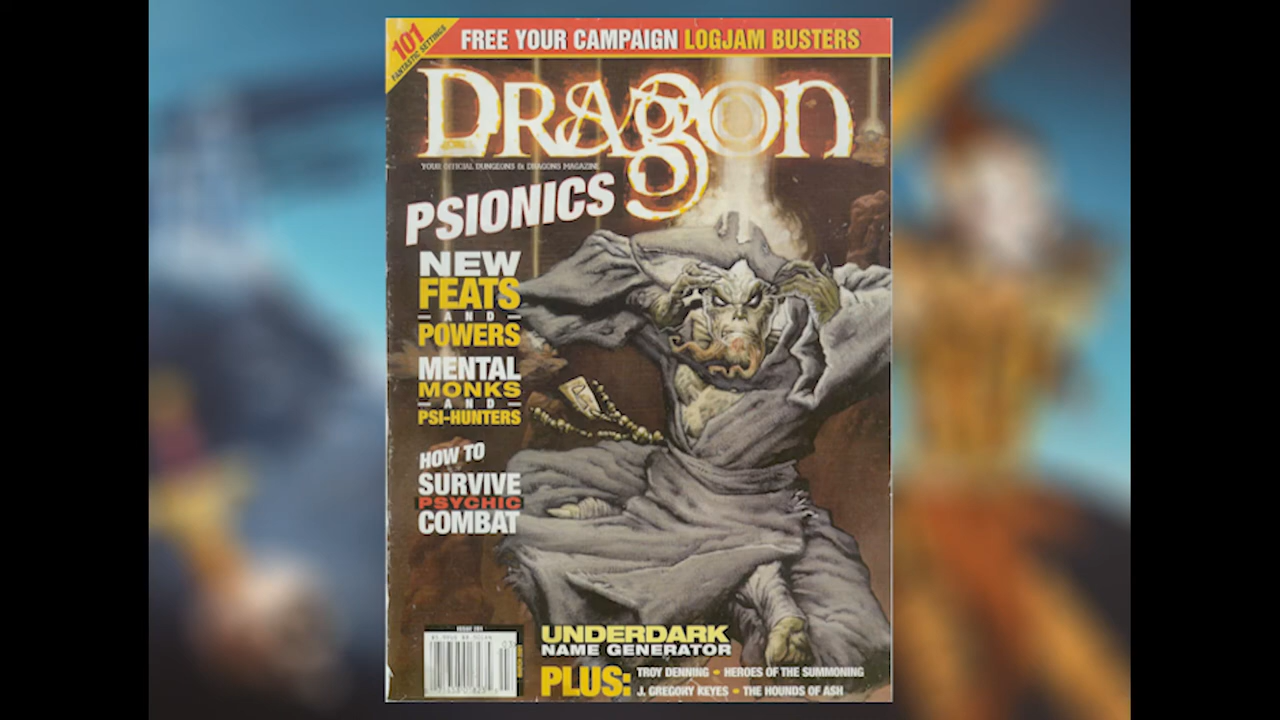 101
FANTASTIC SETTINGS
FREE YOUR CAMPAIGN LOGJAM BUSTERS
DRAGON
YOUR OFFICIAL DUNGEONS & DRAGONS MAGAZINE
PSIONICS
NEW
FEATS
AND
POWERS
MENTAL
MONKS
AND
PSI-HUNTERS
HOW TO
SURVIVE
PSYCHIC
COMBAT
UNDERDARK
NAME GENERATOR
PLUS:
TROY DENNING • HEROES OF THE SUMMONING
J. GREGORY KEYES • THE HOUNDS OF ASH